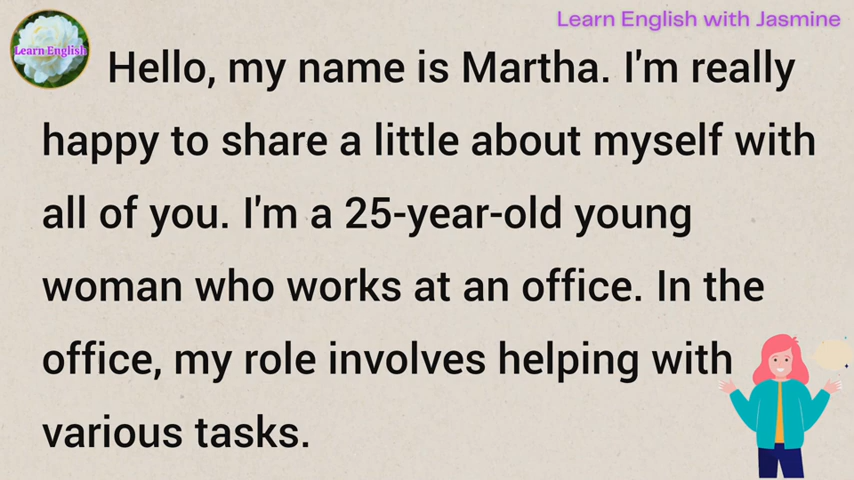 Learn English with Jasmine
Learn English
Hello, my name is Martha. I'm really
happy to share a little about myself with
all of you. I'm a 25-year-old young
woman who works at an office. In the
office, my role involves helping with
various tasks.